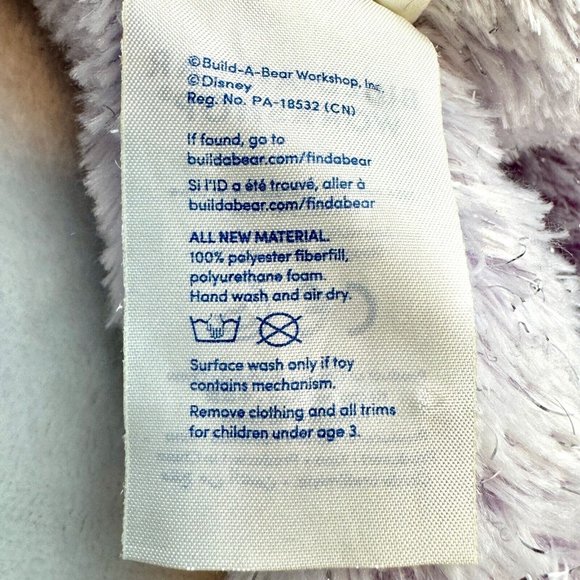 ©Build-A-Bear Workshop, Inc.
©Disney
Reg. No. PA-18532 (CN)
If found, go to
buildabear.com/findabear
Si l'ID a été trouvé, aller à
buildabear.com/findabear
ALL NEW MATERIAL.
100% polyester fiberfill,
polyurethane foam.
Hand wash and air dry.
Surface wash only if toy
contains mechanism.
Remove clothing and all trims
for children under age 3.